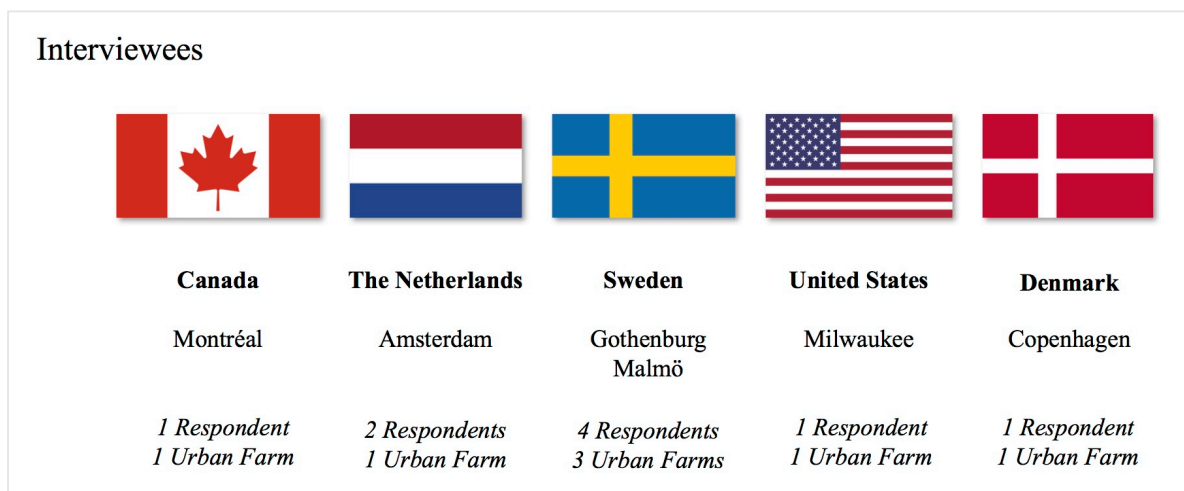 Interviewees
Canada
Montréal
1 Respondent
1 Urban Farm
The Netherlands
Amsterdam
2 Respondents
1 Urban Farm
Sweden
Gothenburg
Malmö
4 Respondents
3 Urban Farms
United States
Milwaukee
1 Respondent
1 Urban Farm
Denmark
Copenhagen
1 Respondent
1 Urban Farm